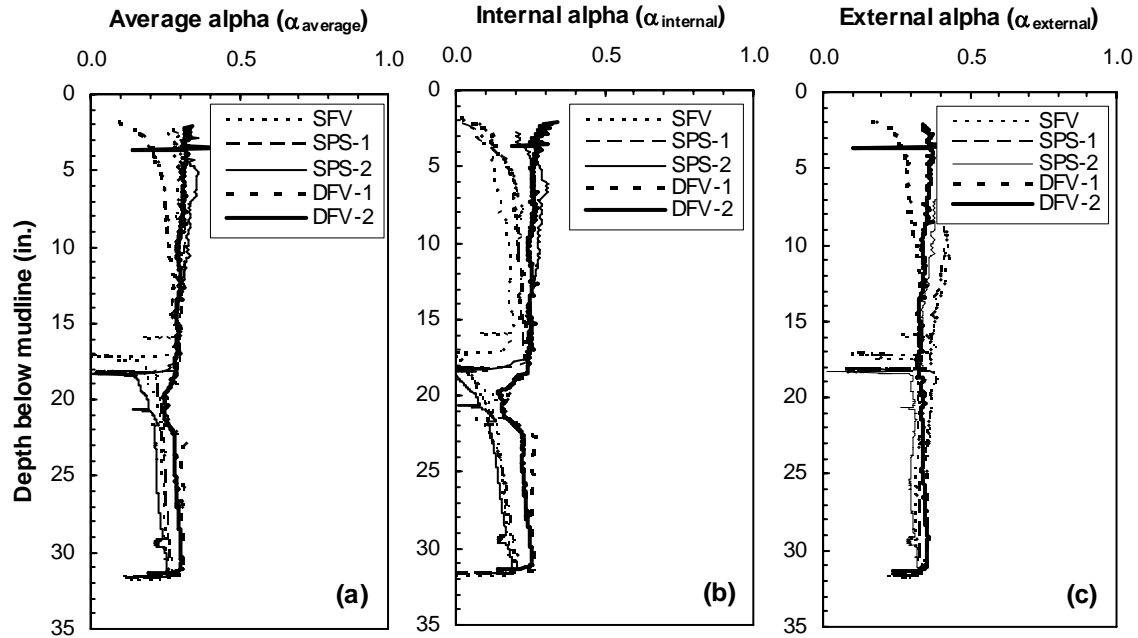 Average alpha (αaverage)
0.0 0.5 1.0
Depth below mudline (in.)
0
5
10
15
20
25
30
35
SFV
SPS-1
SPS-2
DFV-1
DFV-2
(a)
Internal alpha (αinternal)
0.0 0.5 1.0
0
5
10
15
20
25
30
35
SFV
SPS-1
SPS-2
DFV-1
DFV-2
(b)
External alpha (αexternal)
0.0 0.5 1.0
0
5
10
15
20
25
30
35
SFV
SPS-1
SPS-2
DFV-1
DFV-2
(c)